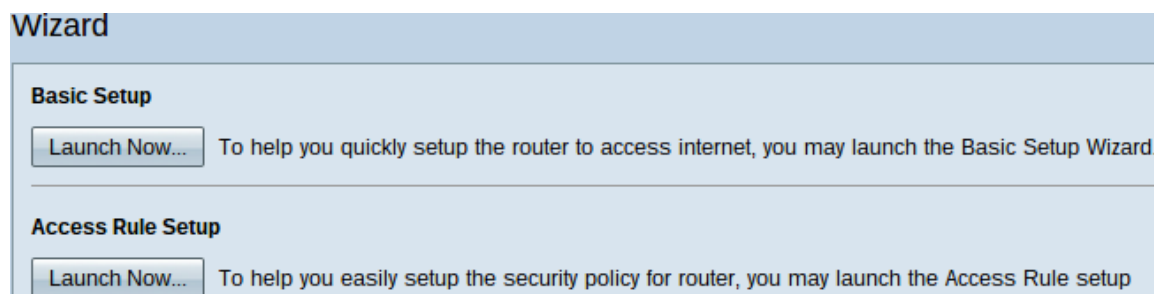 Wizard
Basic Setup
Launch Now... To help you quickly setup the router to access internet, you may launch the Basic Setup Wizard.
Access Rule Setup
Launch Now... To help you easily setup the security policy for router, you may launch the Access Rule setup